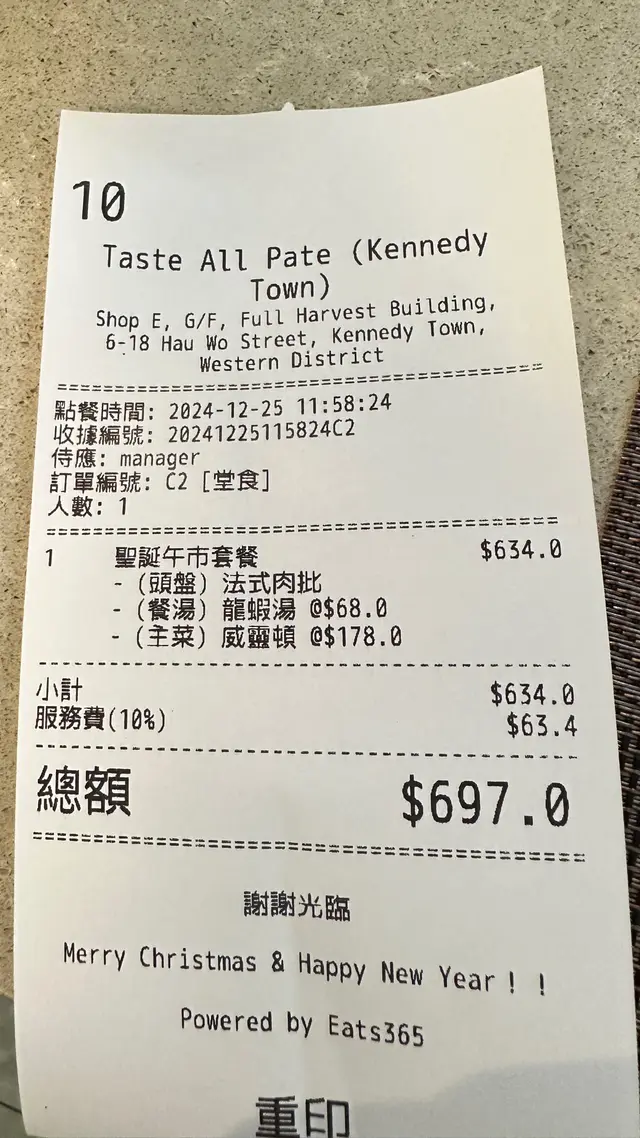 10
Taste All Pate (Kennedy
Town)
Shop E, G/F, Full Harvest Building,
6-18 Hau Wo Street, Kennedy Town,
Western District
點餐時間: 2024-12-25 11:58:24
收據編號: 20241225115824C2
侍應: manager
訂單編號: C2 [堂食]
人數: 1
1 聖誕午市套餐 $634.0
- (頭盤) 法式肉批
- (餐湯) 龍蝦湯 @$68.0
- (主菜) 威靈頓 @$178.0
小計 $634.0
服務費(10%) $63.4
總額 $697.0
謝謝光臨
Merry Christmas & Happy New Year！！
Powered by Eats365
重印